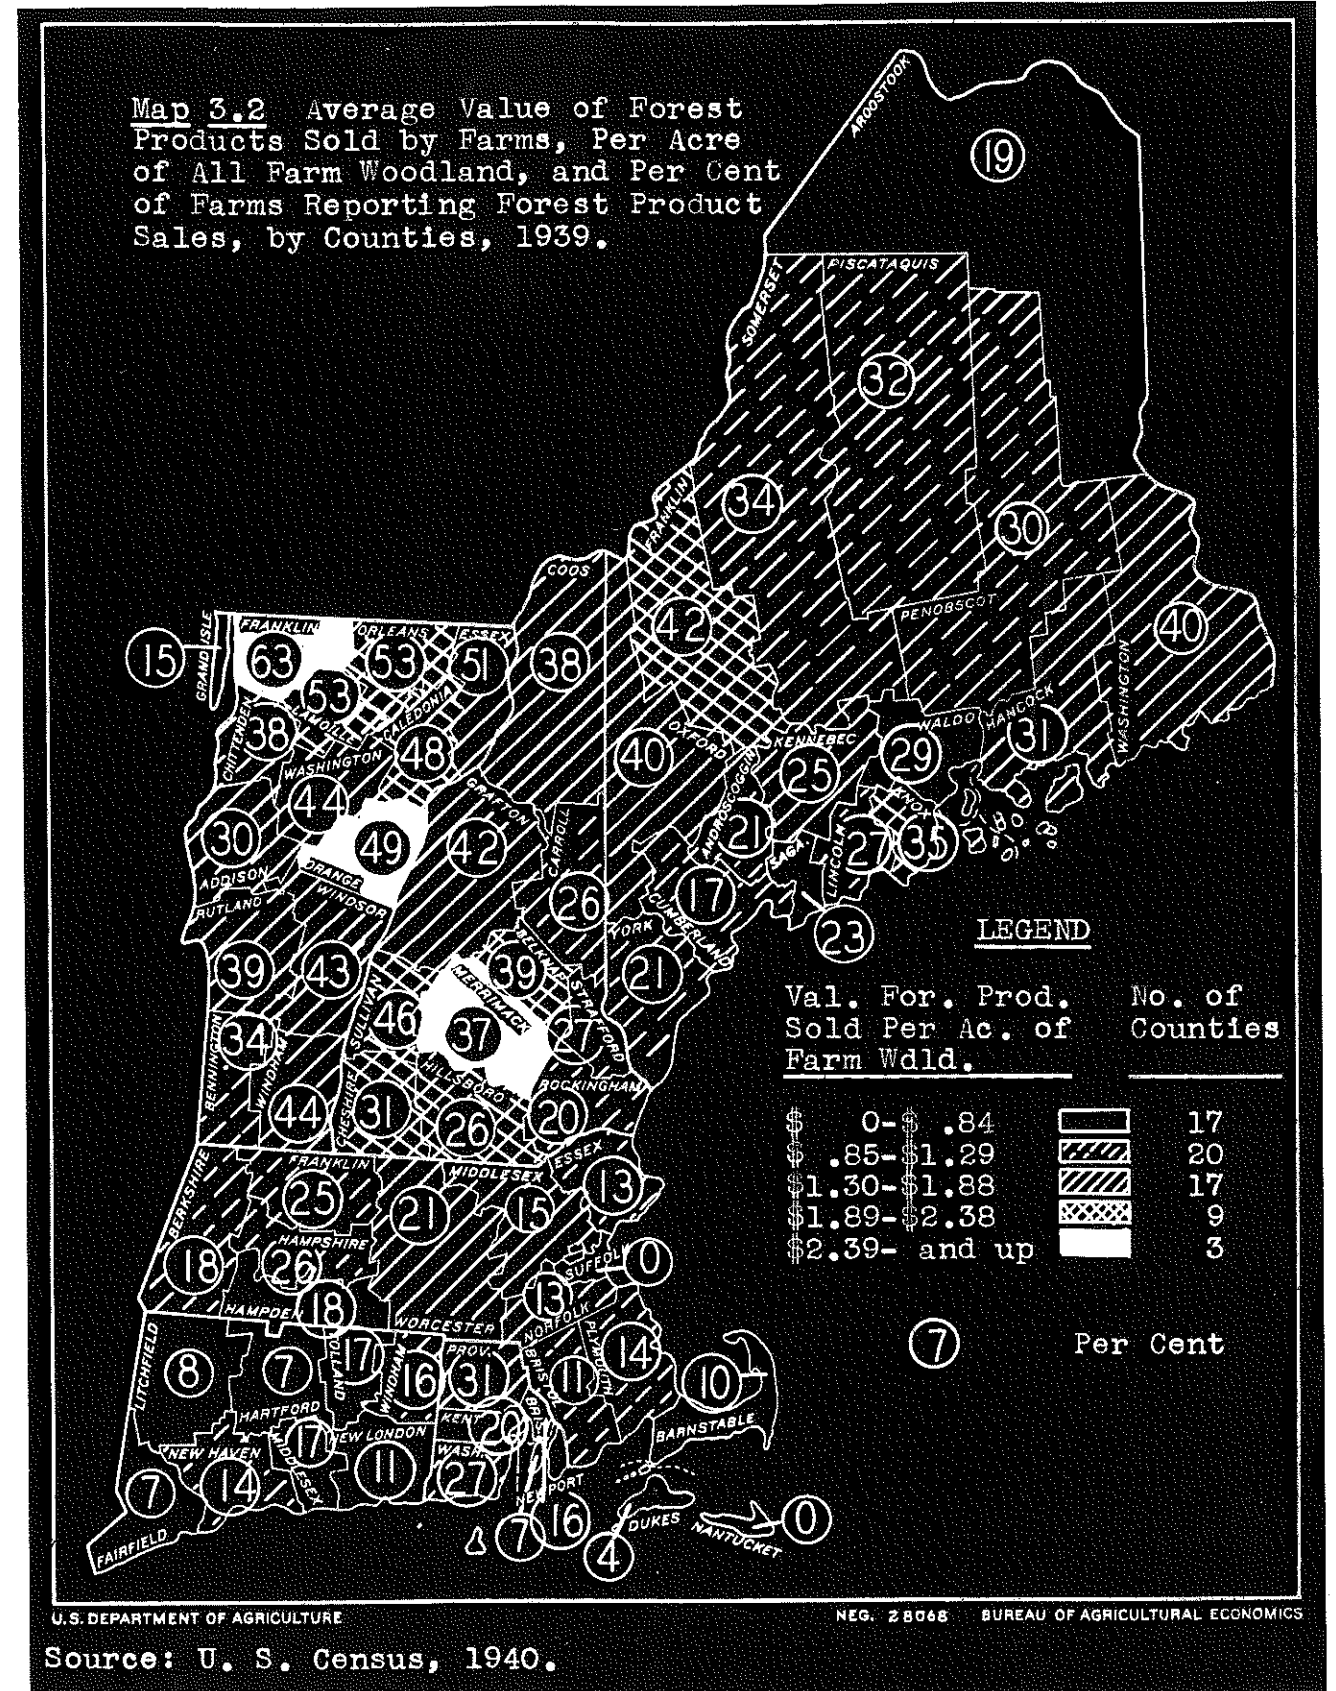 Map 3.2 Average Value of Forest
Products Sold by Farms, Per Acre
of All Farm Woodland, and Per Cent
of Farms Reporting Forest Product
Sales, by Counties, 1939.
AROOSTOOK
19
SOMERSET
PISCATAQUIS
32
34
30
FRANKLIN
42
COOS
38
PENOBSCOT
40
WASHINGTON
HANCOCK
31
WALDO
29
KENNEBEC
25
OXFORD
40
15
GRAND ISLE
FRANKLIN
63
ORLEANS
53
ESSEX
51
53
LAMOILLE
CALEDONIA
48
CHITTENDEN
38
WASHINGTON
44
ORANGE
49
ADDISON
30
GRAFTON
42
CARROLL
26
ANDROSCOGGIN
21
SAGA.
LINCOLN
27
KNOX
35
23
CUMBERLAND
17
YORK
21
RUTLAND
39
WINDSOR
43
SULLIVAN
46
MERRIMACK
37
BELKNAP
39
STRAFFORD
27
BENNINGTON
34
WINDHAM
44
CHESHIRE
31
HILLSBORO
26
ROCKINGHAM
20
LEGEND
Val. For. Prod.
Sold Per Ac. of
Farm Wdld.
No. of
Counties
$ 0-$ .84 17
$ .85-$1.29 20
$1.30-$1.88 17
$1.89-$2.38 9
$2.39- and up 3
7 Per Cent
BERKSHIRE
18
FRANKLIN
25
HAMPSHIRE
26
HAMPDEN
18
WORCESTER
21
MIDDLESEX
15
ESSEX
13
SUFFOLK
0
NORFOLK
13
BRISTOL
11
PLYMOUTH
14
BARNSTABLE
10
DUKES
4
NANTUCKET
0
LITCHFIELD
8
HARTFORD
7
TOLLAND
17
WINDHAM
16
PROV.
31
KENT
20
BRIS.
WASH.
27
NEWPORT
7
16
NEW HAVEN
14
MIDDLESEX
17
NEW LONDON
11
FAIRFIELD
7
U.S. DEPARTMENT OF AGRICULTURE
NEG. 28068 BUREAU OF AGRICULTURAL ECONOMICS
Source: U. S. Census, 1940.